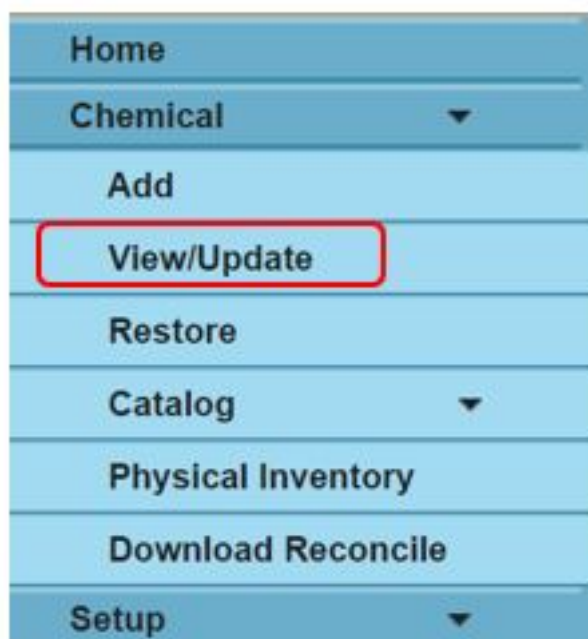 Home
Chemical
Add
View/Update
Restore
Catalog
Physical Inventory
Download Reconcile
Setup